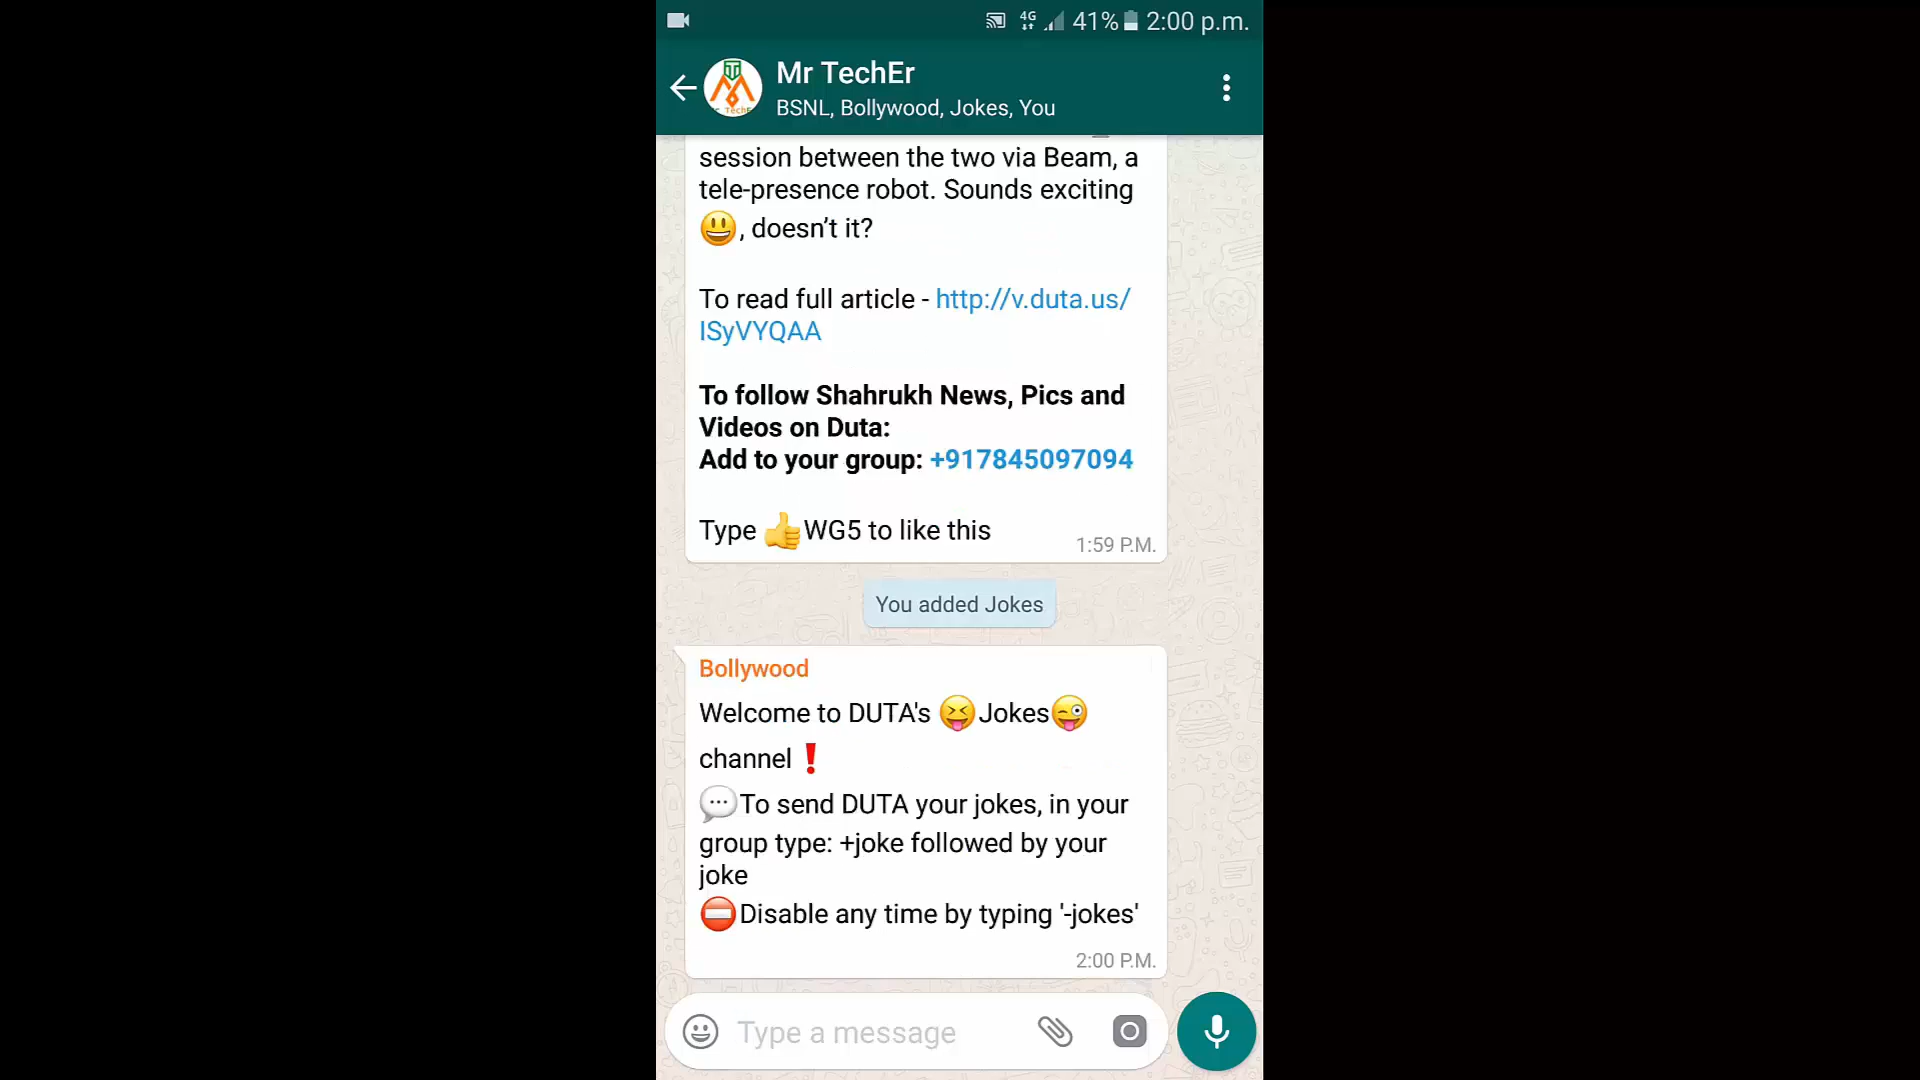 4G 41% 2:00 p.m.
Mr TechEr
BSNL, Bollywood, Jokes, You
session between the two via Beam, a
tele-presence robot. Sounds exciting
😃, doesn’t it?
To read full article - http://v.duta.us/
ISyVYQAA
To follow Shahrukh News, Pics and
Videos on Duta:
Add to your group: +917845097094
Type 👍WG5 to like this
1:59 P.M.
You added Jokes
Bollywood
Welcome to DUTA's 😝Jokes😜
channel❗
💬To send DUTA your jokes, in your
group type: +joke followed by your
joke
⛔Disable any time by typing '-jokes'
2:00 P.M.
Type a message